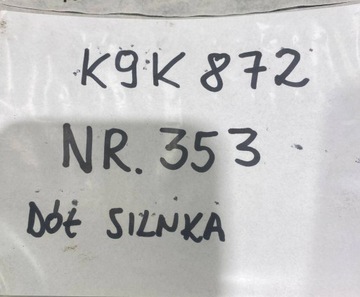 K9K 872
NR. 353
DÓŁ SILNKA